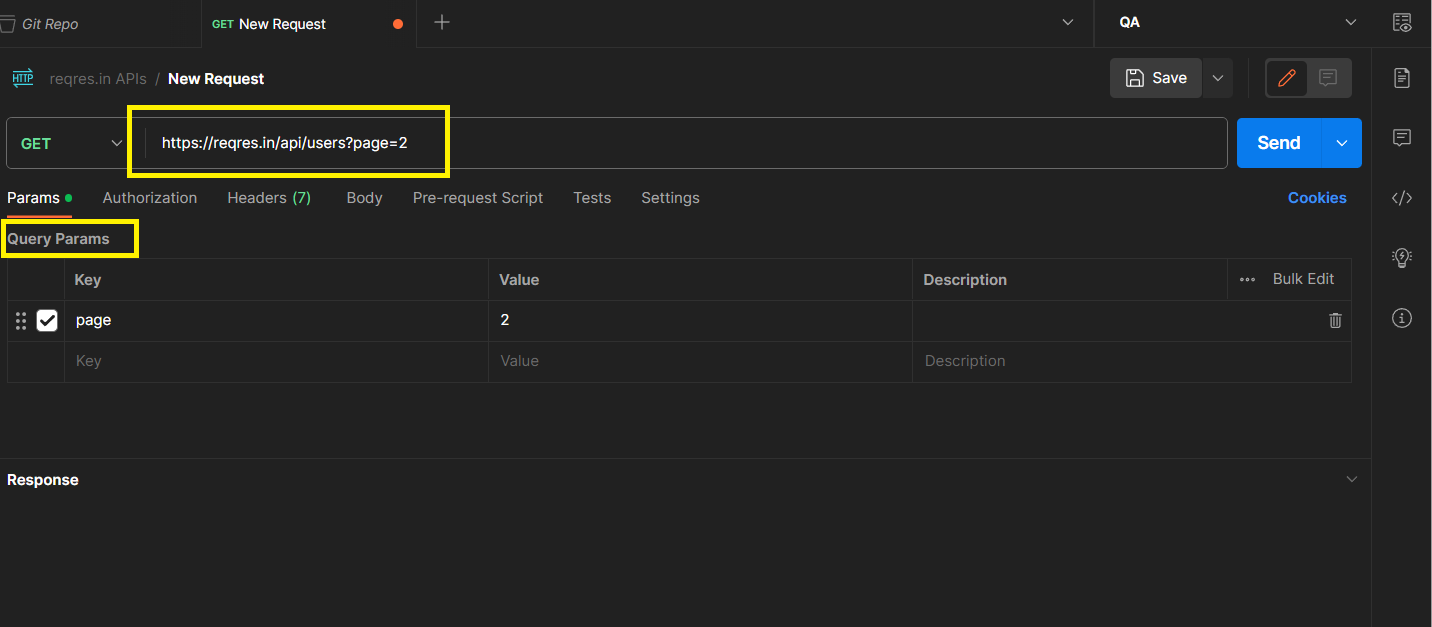 Git Repo
GET New Request
QA
HTTP reqres.in APIs / New Request
Save
GET https://reqres.in/api/users?page=2
Send
Params Authorization Headers (7) Body Pre-request Script Tests Settings Cookies
Query Params
Key Value Description ••• Bulk Edit
page 2
Key Value Description
Response